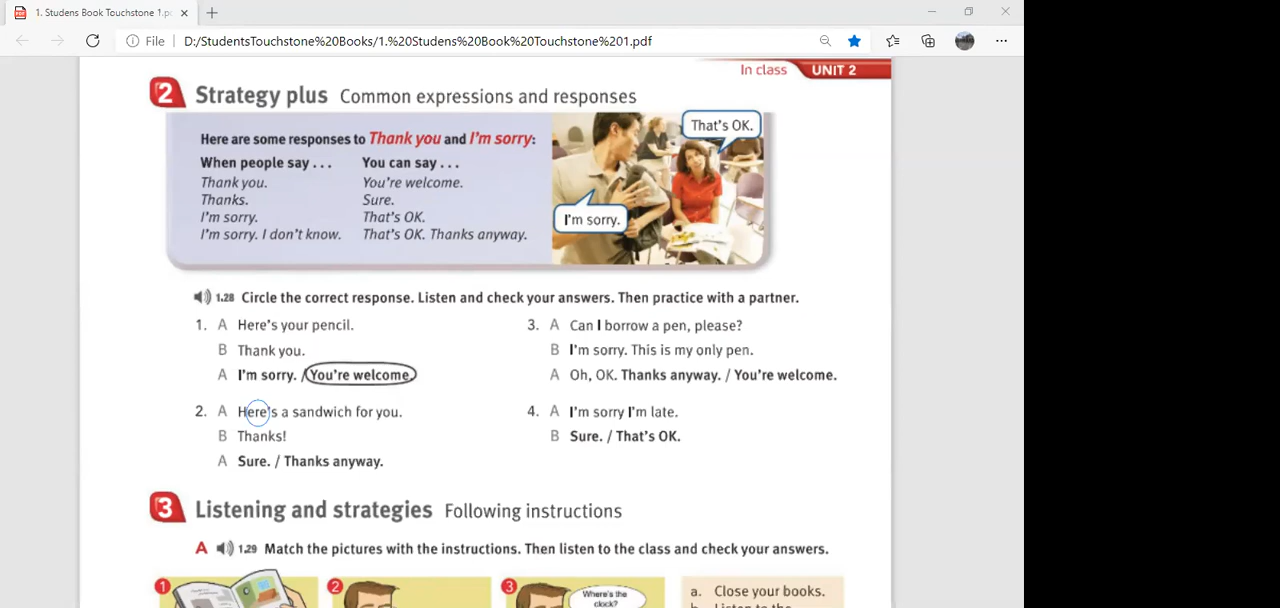 1. Studens Book Touchstone 1.p
File
D:/StudentsTouchstone%20Books/1.%20Studens%20Book%20Touchstone%201.pdf
In class UNIT 2
2 Strategy plus Common expressions and responses
Here are some responses to Thank you and I'm sorry:
When people say . . . You can say . . .
Thank you. You're welcome.
Thanks. Sure.
I'm sorry. That's OK.
I'm sorry. I don't know. That's OK. Thanks anyway.
That's OK.
I'm sorry.
1.28 Circle the correct response. Listen and check your answers. Then practice with a partner.
1. A Here's your pencil.
B Thank you.
A I'm sorry. / You're welcome.
2. A Here's a sandwich for you.
B Thanks!
A Sure. / Thanks anyway.
3. A Can I borrow a pen, please?
B I'm sorry. This is my only pen.
A Oh, OK. Thanks anyway. / You're welcome.
4. A I'm sorry I'm late.
B Sure. / That's OK.
3 Listening and strategies Following instructions
A 1.29 Match the pictures with the instructions. Then listen to the class and check your answers.
1
2
3
Where's the
clock?
a. Close your books.
b. Listen to the